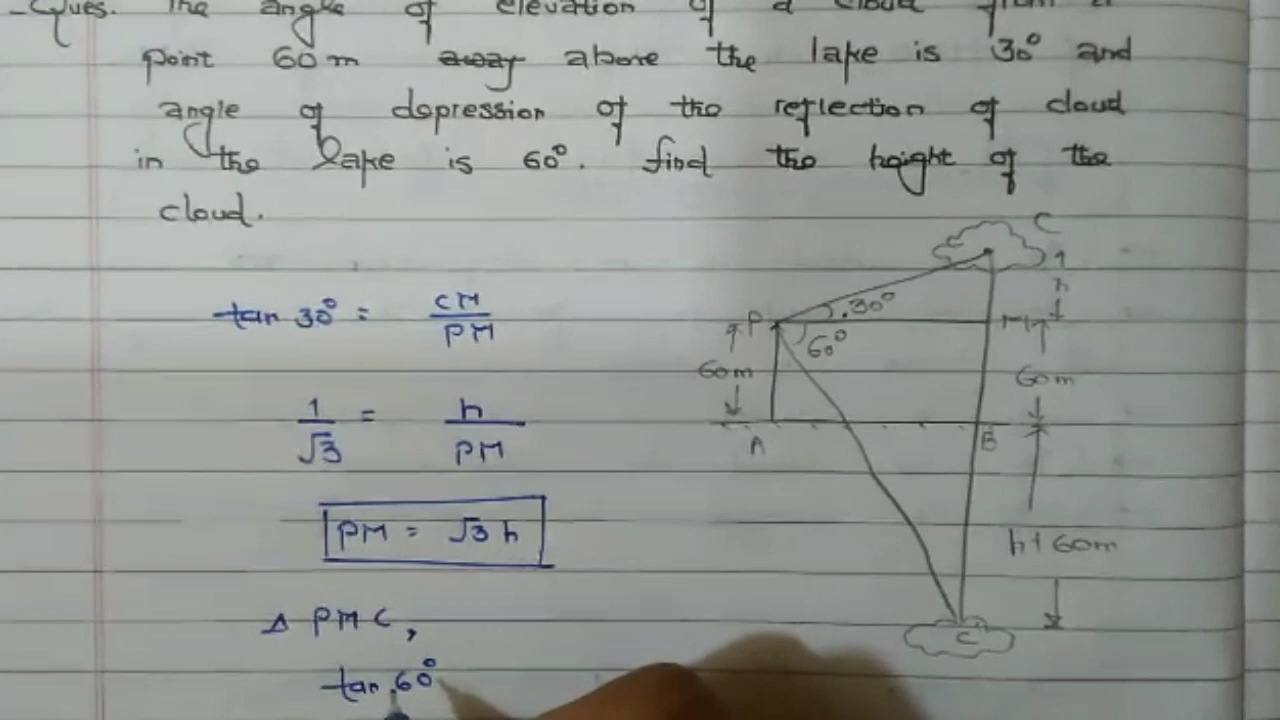 Ques. The angle of elevation of a cloud from a
point 60m away above the lake is 30° and
angle of depression of the reflection of cloud
in the lake is 60°. find the height of the
cloud.
tan 30° = CM/PM
1/√3 = h/PM
PM = √3 h
Δ PMC,
tan 60°
C
h
P
30°
M
60°
60m
60m
A
B
h+60m
C